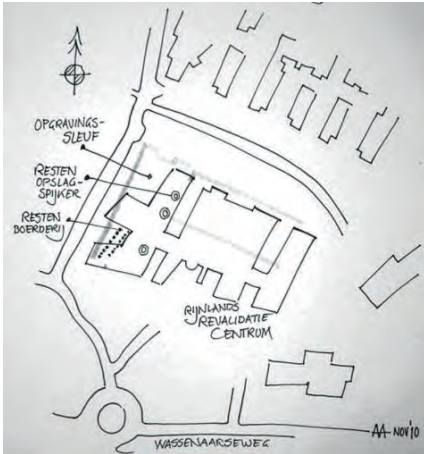 OPGRAVINGS-
SLEUF
RESTEN
OPSLAG-
SPIJKER
RESTEN
BOERDERIJ
RIJNLANDS
REVALIDATIE
CENTRUM
AA NOV'10
WASSENAARSEWEG